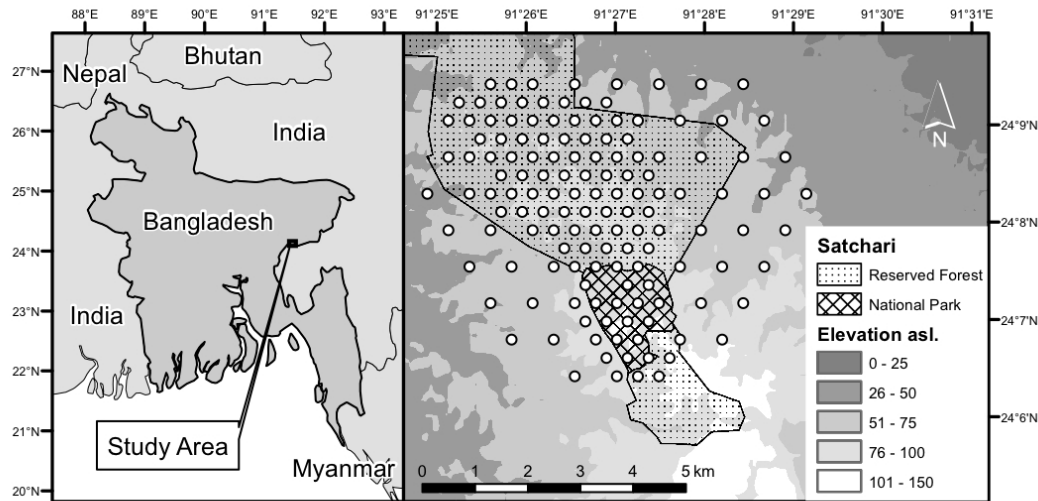 88°E 89°E 90°E 91°E 92°E 93°E 91°25'E 91°26'E 91°27'E 91°28'E 91°29'E 91°30'E 91°31'E
27°N
26°N
25°N
24°N
23°N
22°N
21°N
20°N
Bhutan
Nepal
India
Bangladesh
India
Study Area
Myanmar
N
24°9'N
24°8'N
24°7'N
24°6'N
Satchari
Reserved Forest
National Park
Elevation asl.
0 - 25
26 - 50
51 - 75
76 - 100
101 - 150
0 1 2 3 4 5 km